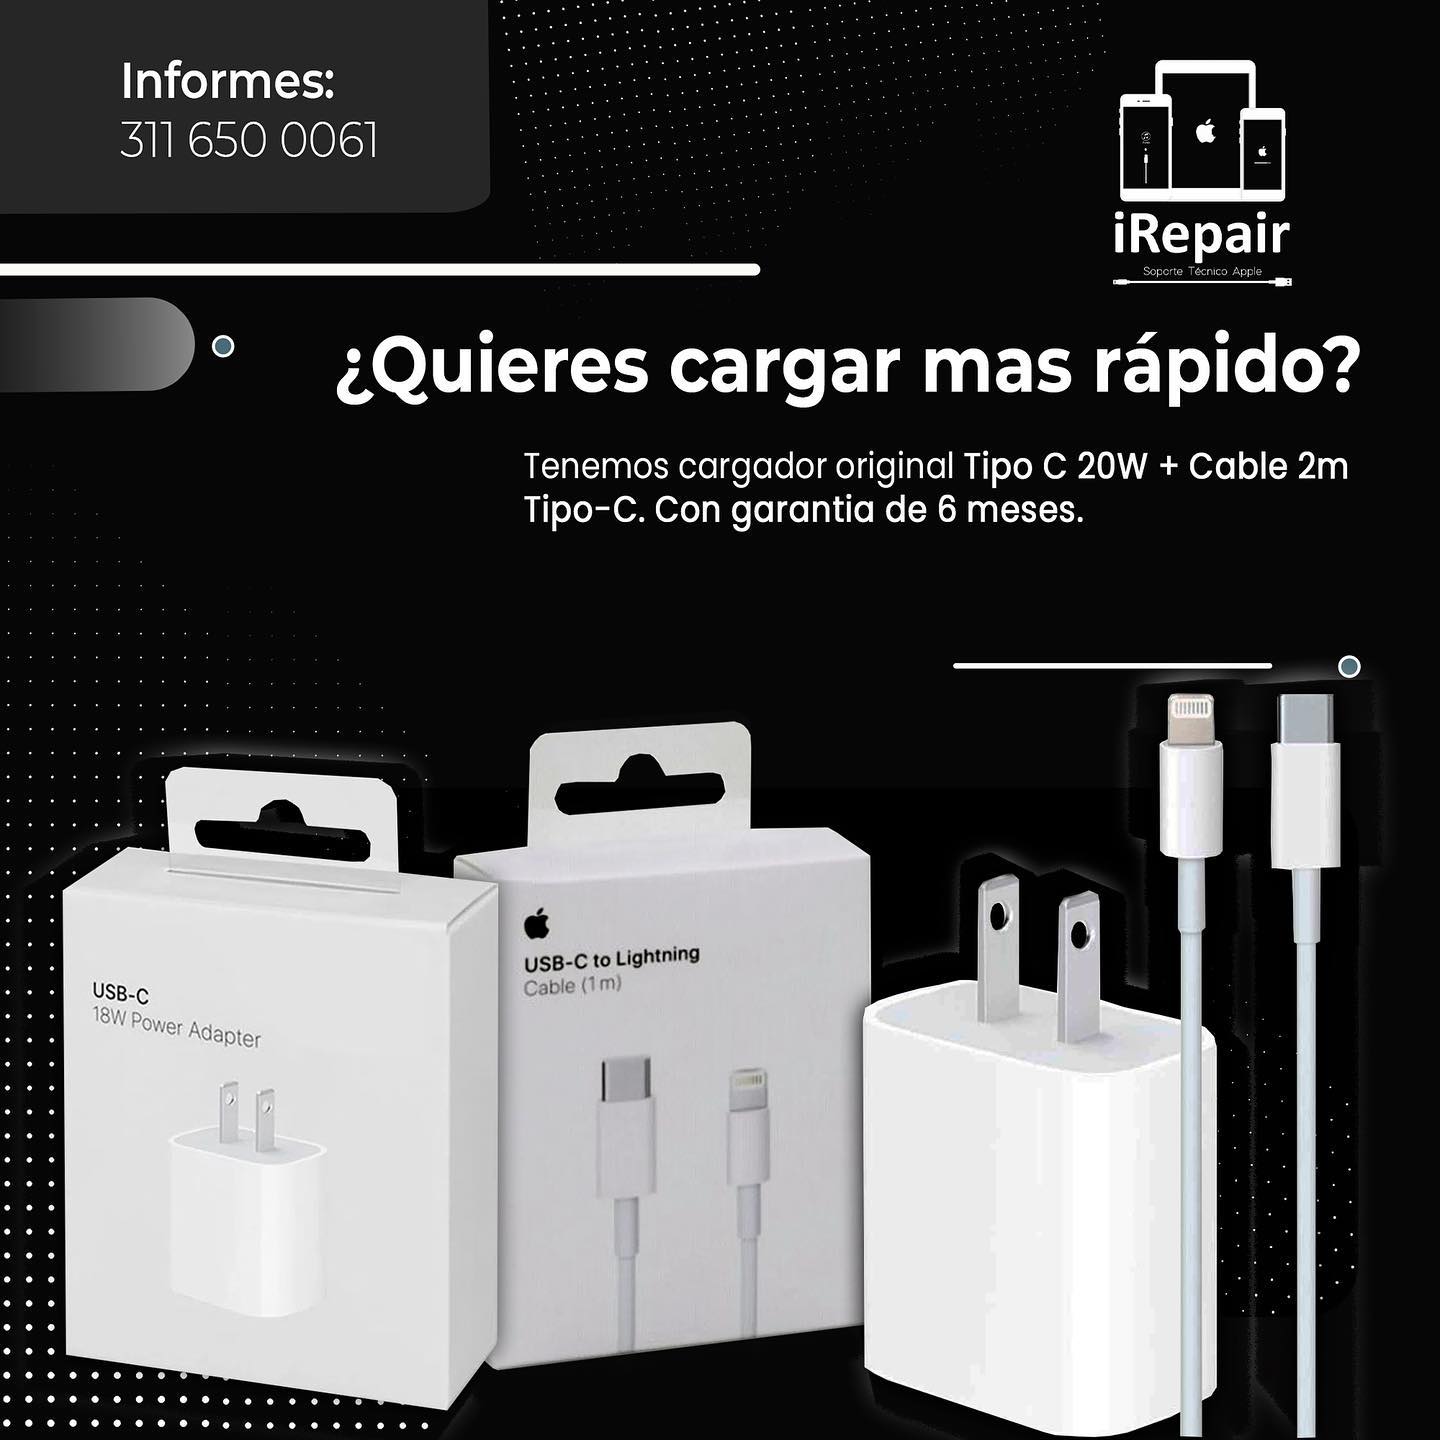 Informes:
311 650 0061
iRepair
Soporte Técnico Apple
¿Quieres cargar mas rápido?
Tenemos cargador original Tipo C 20W + Cable 2m
Tipo-C. Con garantia de 6 meses.
USB-C
18W Power Adapter
USB-C to Lightning
Cable (1 m)